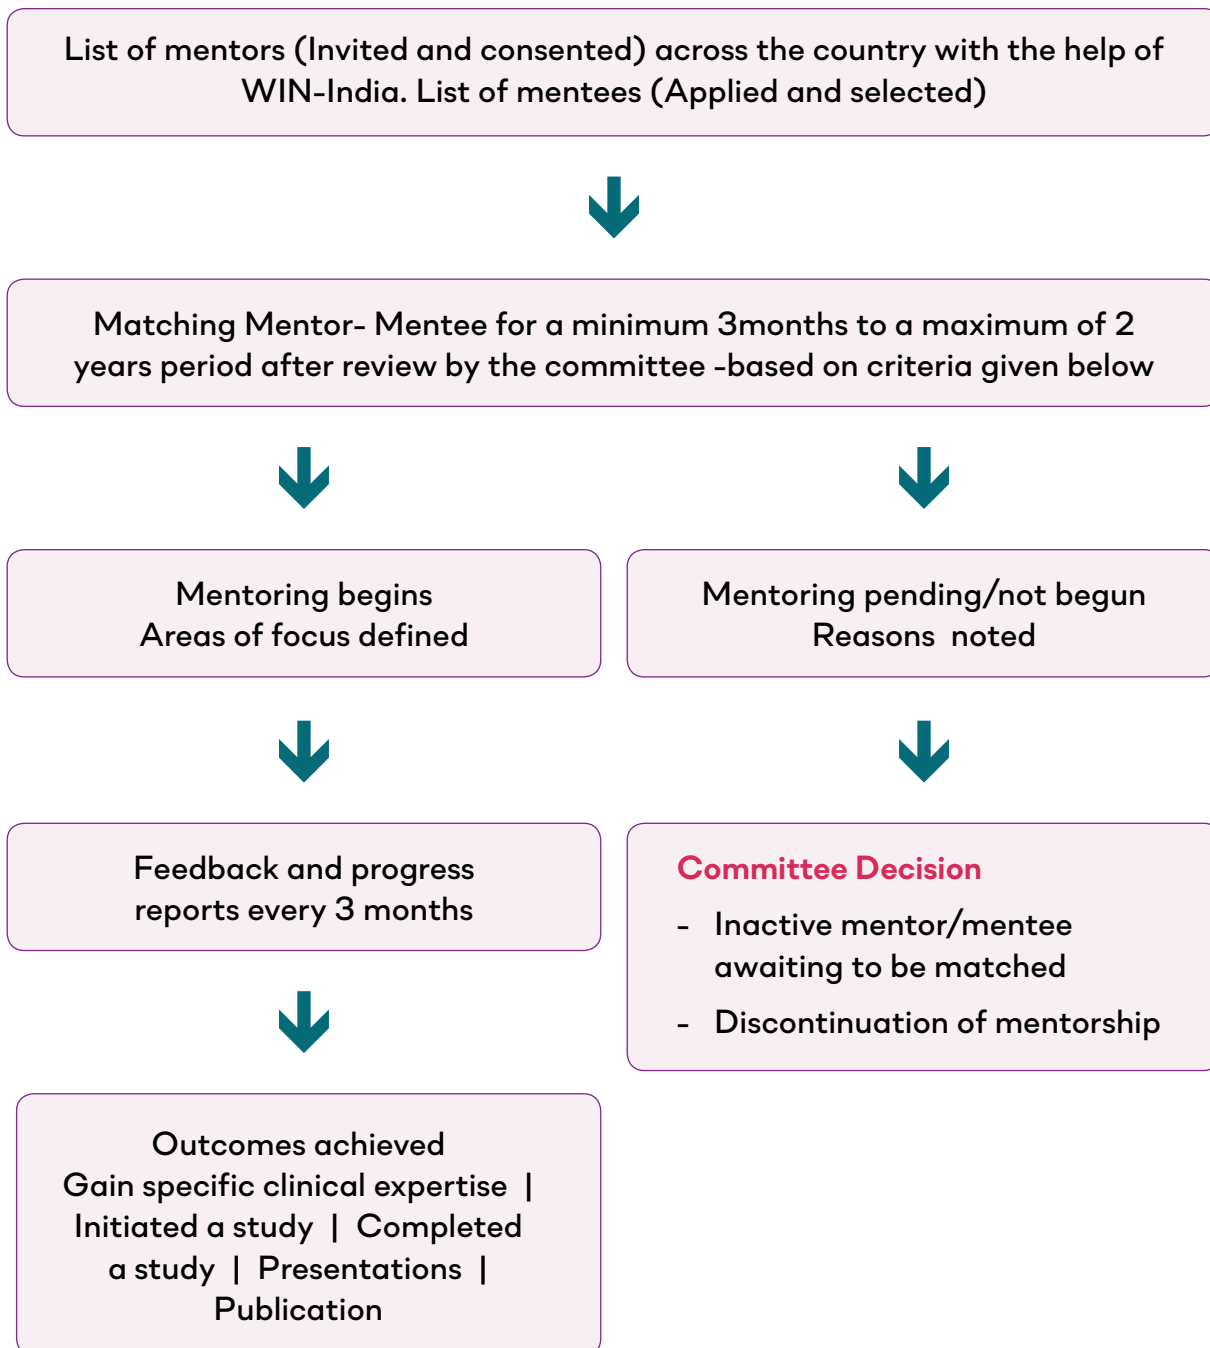 List of mentors (Invited and consented) across the country with the help of
WIN-India. List of mentees (Applied and selected)
Matching Mentor- Mentee for a minimum 3months to a maximum of 2
years period after review by the committee -based on criteria given below
Mentoring begins
Areas of focus defined
Mentoring pending/not begun
Reasons noted
Feedback and progress
reports every 3 months
Committee Decision
- Inactive mentor/mentee
awaiting to be matched
- Discontinuation of mentorship
Outcomes achieved
Gain specific clinical expertise |
Initiated a study | Completed
a study | Presentations |
Publication